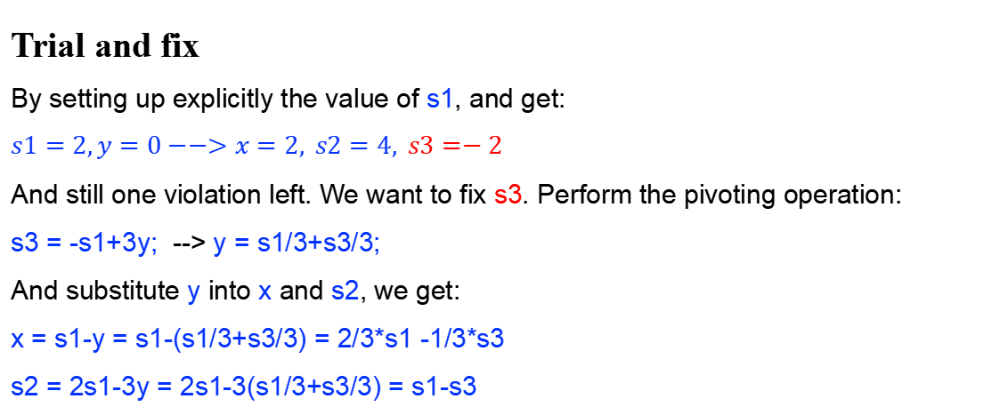 Trial and fix
By setting up explicitly the value of s1, and get:
s1 = 2, y = 0 −−> x = 2, s2 = 4, s3 =− 2
And still one violation left. We want to fix s3. Perform the pivoting operation:
s3 = -s1+3y; --> y = s1/3+s3/3;
And substitute y into x and s2, we get:
x = s1-y = s1-(s1/3+s3/3) = 2/3*s1 -1/3*s3
s2 = 2s1-3y = 2s1-3(s1/3+s3/3) = s1-s3